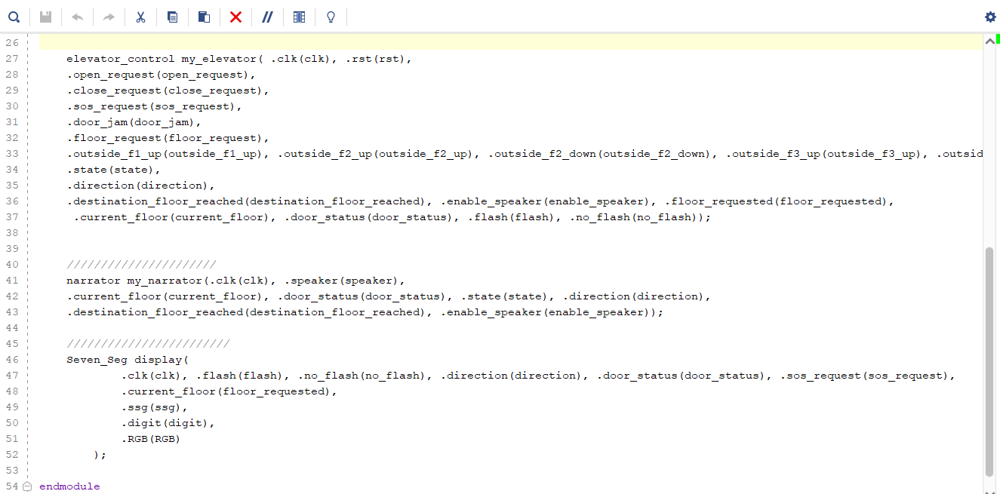 26
27 elevator_control my_elevator( .clk(clk), .rst(rst),
28 .open_request(open_request),
29 .close_request(close_request),
30 .sos_request(sos_request),
31 .door_jam(door_jam),
32 .floor_request(floor_request),
33 .outside_f1_up(outside_f1_up), .outside_f2_up(outside_f2_up), .outside_f2_down(outside_f2_down), .outside_f3_up(outside_f3_up), .outsid
34 .state(state),
35 .direction(direction),
36 .destination_floor_reached(destination_floor_reached), .enable_speaker(enable_speaker), .floor_requested(floor_requested),
37 .current_floor(current_floor), .door_status(door_status), .flash(flash), .no_flash(no_flash));
38
39
40 //////////////////////
41 narrator my_narrator(.clk(clk), .speaker(speaker),
42 .current_floor(current_floor), .door_status(door_status), .state(state), .direction(direction),
43 .destination_floor_reached(destination_floor_reached), .enable_speaker(enable_speaker));
44
45 ////////////////////////
46 Seven_Seg display(
47 .clk(clk), .flash(flash), .no_flash(no_flash), .direction(direction), .door_status(door_status), .sos_request(sos_request),
48 .current_floor(floor_requested),
49 .ssg(ssg),
50 .digit(digit),
51 .RGB(RGB)
52 );
53
54 endmodule